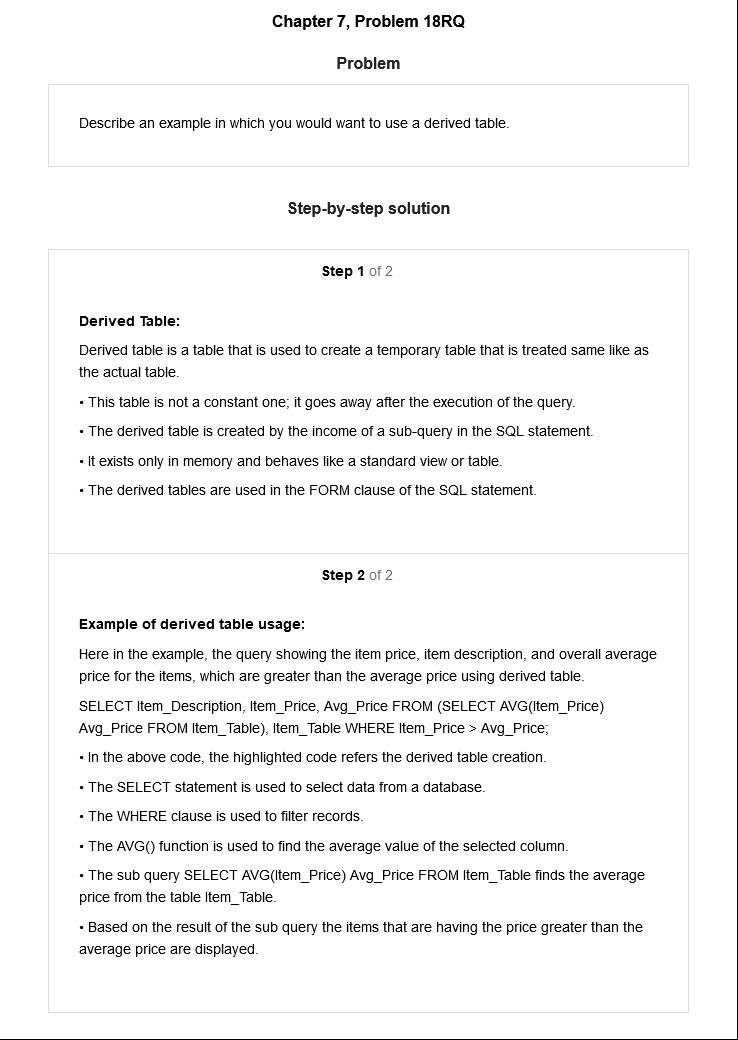 Chapter 7, Problem 18RQ
Problem
Describe an example in which you would want to use a derived table.
Step-by-step solution
Step 1 of 2
Derived Table:
Derived table is a table that is used to create a temporary table that is treated same like as
the actual table.
• This table is not a constant one; it goes away after the execution of the query.
• The derived table is created by the income of a sub-query in the SQL statement.
• It exists only in memory and behaves like a standard view or table.
• The derived tables are used in the FORM clause of the SQL statement.
Step 2 of 2
Example of derived table usage:
Here in the example, the query showing the item price, item description, and overall average
price for the items, which are greater than the average price using derived table.
SELECT Item_Description, Item_Price, Avg_Price FROM (SELECT AVG(Item_Price)
Avg_Price FROM Item_Table), Item_Table WHERE Item_Price > Avg_Price;
• In the above code, the highlighted code refers the derived table creation.
• The SELECT statement is used to select data from a database.
• The WHERE clause is used to filter records.
• The AVG() function is used to find the average value of the selected column.
• The sub query SELECT AVG(Item_Price) Avg_Price FROM Item_Table finds the average
price from the table Item_Table.
• Based on the result of the sub query the items that are having the price greater than the
average price are displayed.